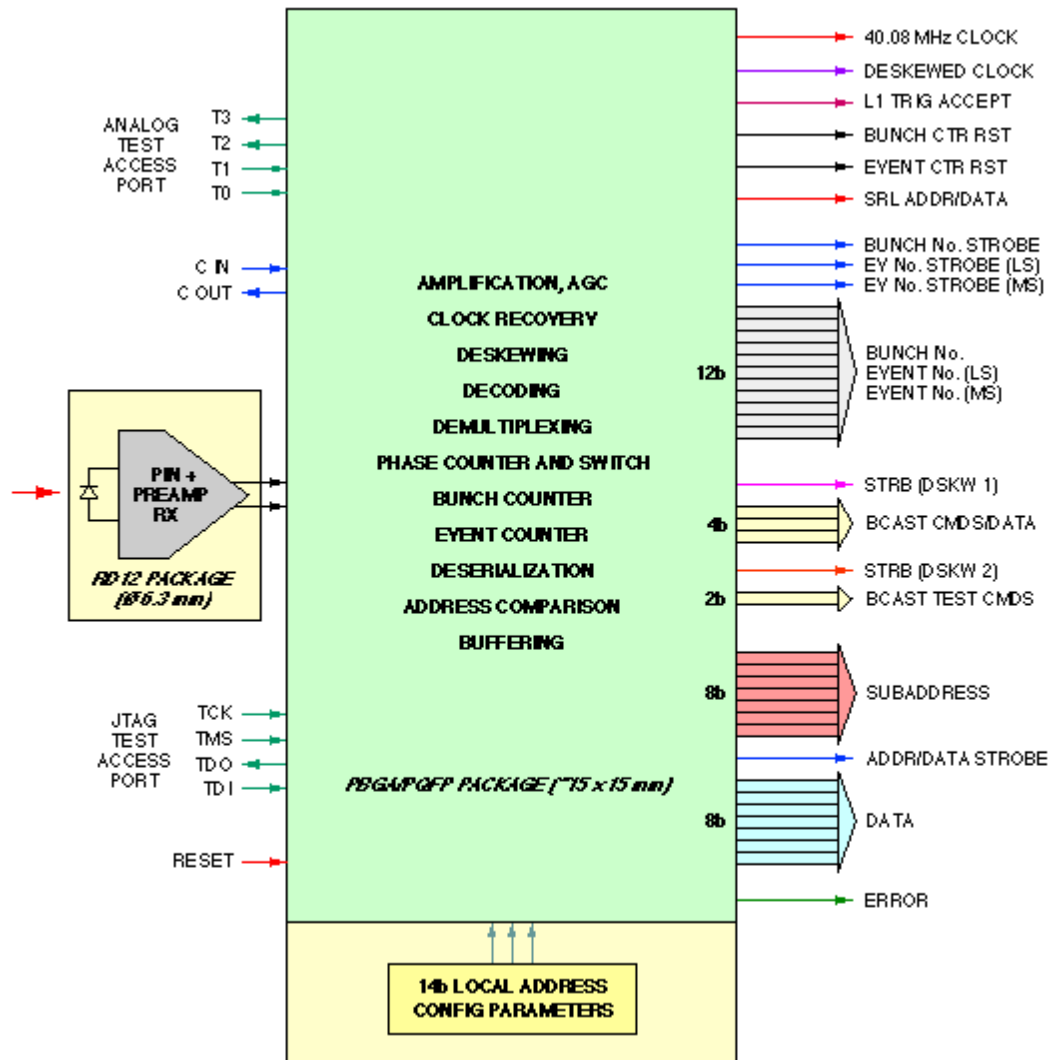 ANALOG
TEST
ACCESS
PORT
T3
T2
T1
T0
C IN
C OUT
PIN +
PREAMP
RX
RD12 PACKAGE
(Ø 6.3 mm)
JTAG
TEST
ACCESS
PORT
TCK
TMS
TDO
TDI
RESET
AMPLIFICATION, AGC
CLOCK RECOVERY
DESKEWING
DECODING
DEMULTIPLEXING
PHASE COUNTER AND SWITCH
BUNCH COUNTER
EVENT COUNTER
DESERIALIZATION
ADDRESS COMPARISON
BUFFERING
PBGA/PQFP PACKAGE (~15 x 15 mm)
14b LOCAL ADDRESS
CONFIG PARAMETERS
40.08 MHz CLOCK
DESKEWED CLOCK
L1 TRIG ACCEPT
BUNCH CTR RST
EVENT CTR RST
SRL ADDR/DATA
BUNCH No. STROBE
EV No. STROBE (LS)
EV No. STROBE (MS)
12b
BUNCH No.
EVENT No. (LS)
EVENT No. (MS)
STRB (DSKW 1)
4b
BCAST CMDS/DATA
STRB (DSKW 2)
2b
BCAST TEST CMDS
8b
SUBADDRESS
ADDR/DATA STROBE
8b
DATA
ERROR